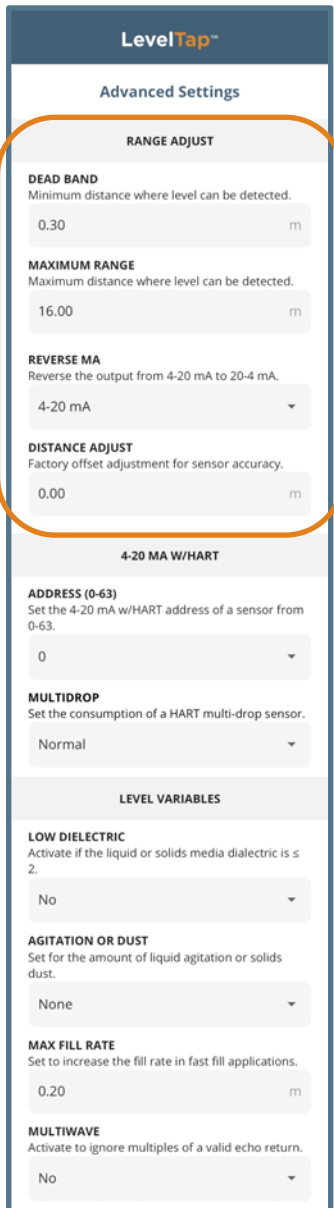 LevelTap™
Advanced Settings
RANGE ADJUST
DEAD BAND
Minimum distance where level can be detected.
0.30 m
MAXIMUM RANGE
Maximum distance where level can be detected.
16.00 m
REVERSE MA
Reverse the output from 4-20 mA to 20-4 mA.
4-20 mA
DISTANCE ADJUST
Factory offset adjustment for sensor accuracy.
0.00 m
4-20 MA W/HART
ADDRESS (0-63)
Set the 4-20 mA w/HART address of a sensor from
0-63.
0
MULTIDROP
Set the consumption of a HART multi-drop sensor.
Normal
LEVEL VARIABLES
LOW DIELECTRIC
Activate if the liquid or solids media dielectric is ≤
2.
No
AGITATION OR DUST
Set for the amount of liquid agitation or solids
dust.
None
MAX FILL RATE
Set to increase the fill rate in fast fill applications.
0.20 m
MULTIWAVE
Activate to ignore multiples of a valid echo return.
No